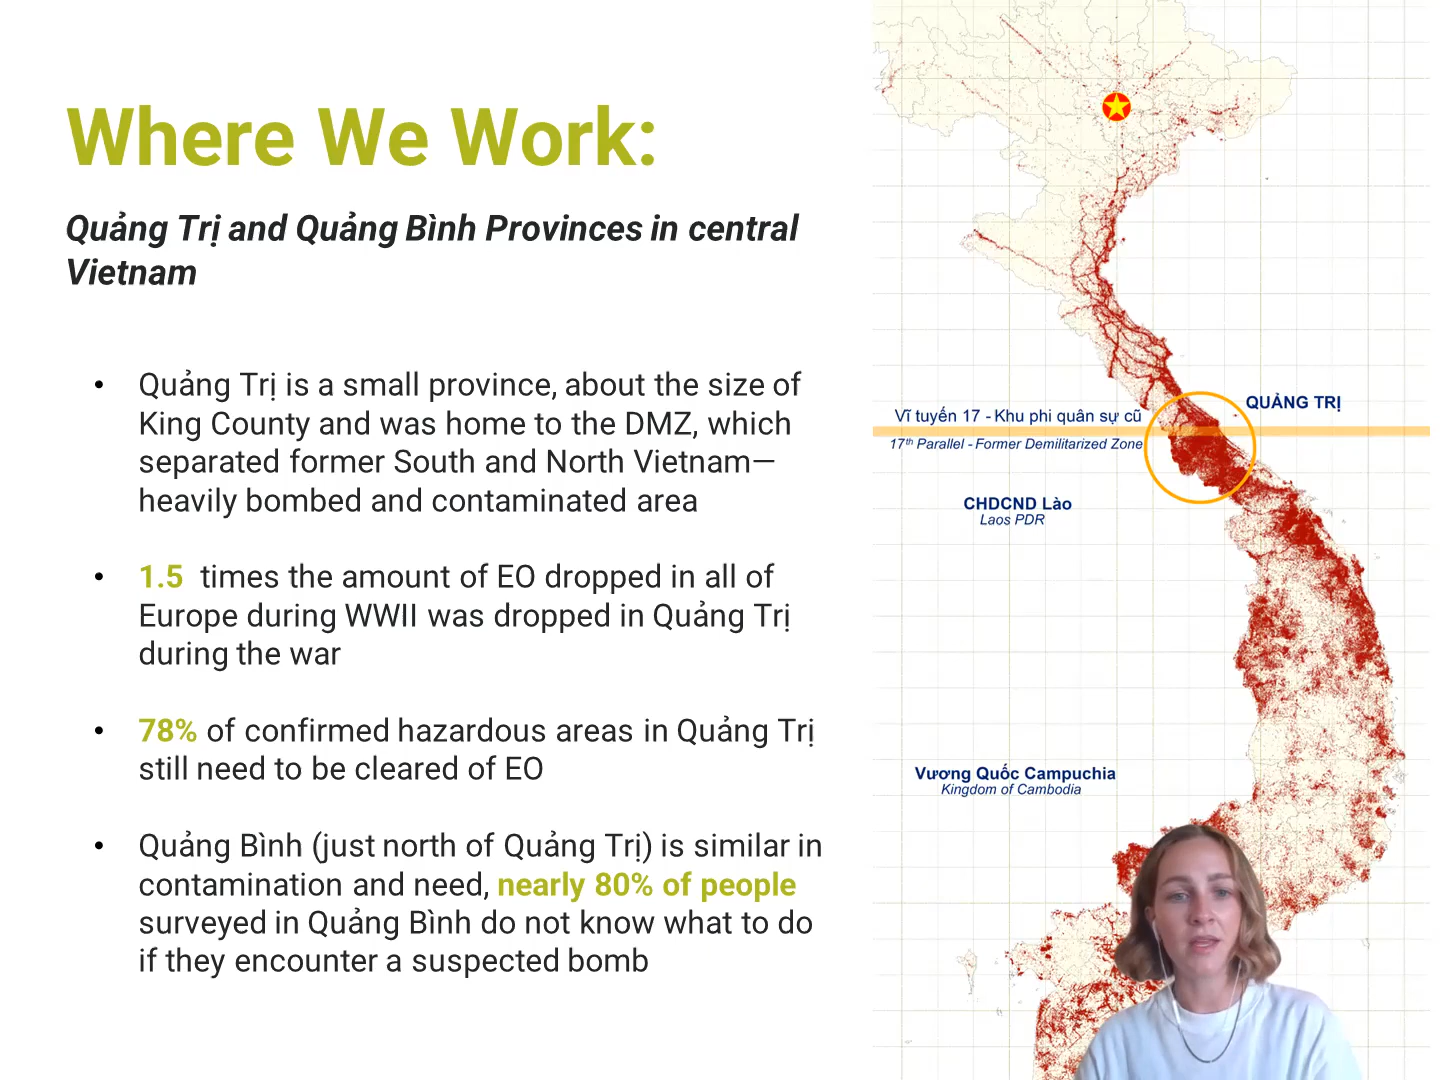 Where We Work:
Quảng Trị and Quảng Bình Provinces in central
Vietnam
• Quảng Trị is a small province, about the size of
King County and was home to the DMZ, which
separated former South and North Vietnam—
heavily bombed and contaminated area
• 1.5 times the amount of EO dropped in all of
Europe during WWII was dropped in Quảng Trị
during the war
• 78% of confirmed hazardous areas in Quảng Trị
still need to be cleared of EO
• Quảng Bình (just north of Quảng Trị) is similar in
contamination and need, nearly 80% of people
surveyed in Quảng Bình do not know what to do
if they encounter a suspected bomb
QUẢNG TRỊ
Vĩ tuyến 17 - Khu phi quân sự cũ
17th Parallel - Former Demilitarized Zone
CHDCND Lào
Laos PDR
Vương Quốc Campuchia
Kingdom of Cambodia